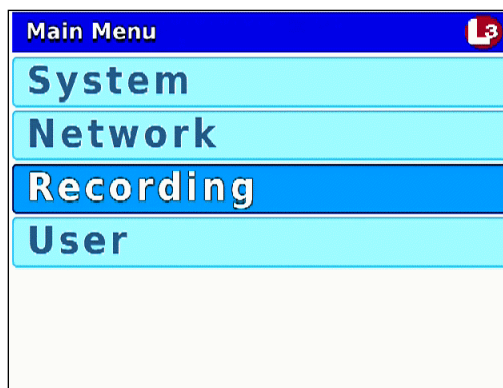 Main Menu
L3
System
Network
Recording
User